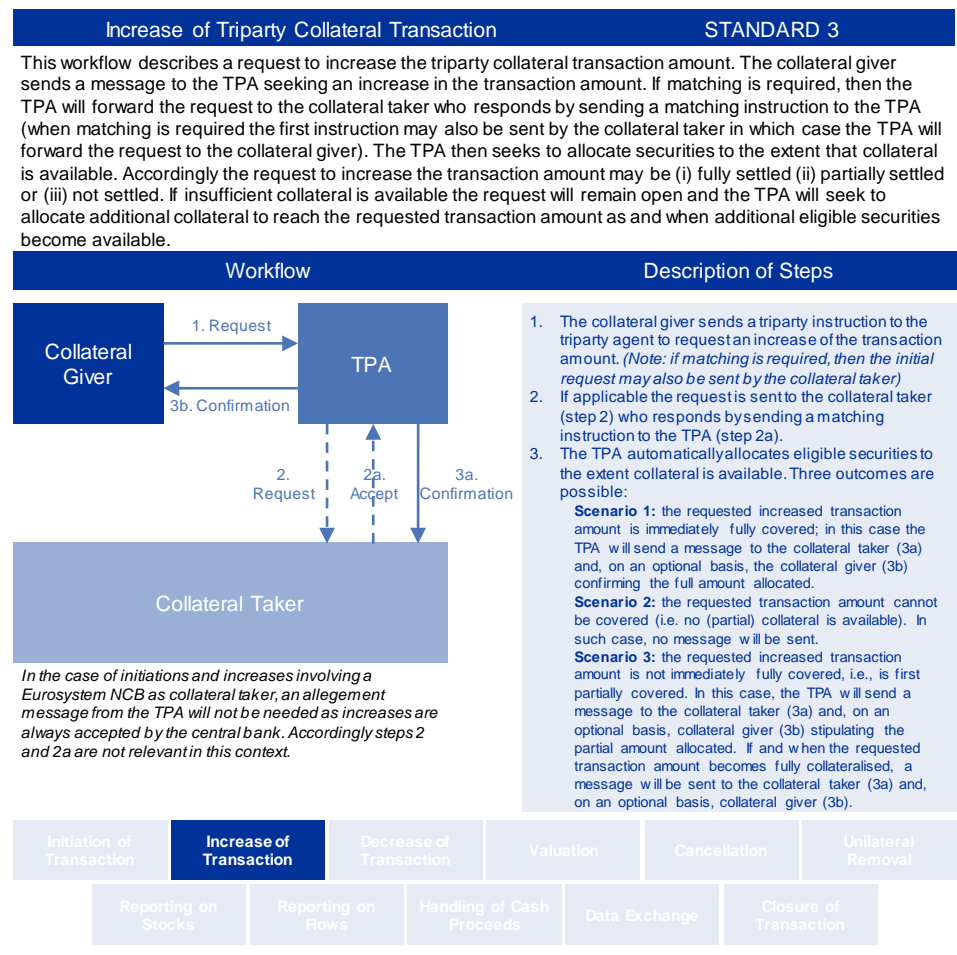 Increase of Triparty Collateral Transaction
STANDARD 3
This workflow describes a request to increase the triparty collateral transaction amount. The collateral giver
sends a message to the TPA seeking an increase in the transaction amount. If matching is required, then the
TPA will forward the request to the collateral taker who responds by sending a matching instruction to the TPA
(when matching is required the first instruction may also be sent by the collateral taker in which case the TPA will
forward the request to the collateral giver). The TPA then seeks to allocate securities to the extent that collateral
is available. Accordingly the request to increase the transaction amount may be (i) fully settled (ii) partially settled
or (iii) not settled. If insufficient collateral is available the request will remain open and the TPA will seek to
allocate additional collateral to reach the requested transaction amount as and when additional eligible securities
become available.
Workflow
Description of Steps
Collateral
Giver
1. Request
3b. Confirmation
TPA
2.
Request
2a.
Accept
3a.
Confirmation
Collateral Taker
In the case of initiations and increases involving a
Eurosystem NCB as collateral taker, an allegement
message from the TPA will not be needed as increases are
always accepted by the central bank. Accordingly steps 2
and 2a are not relevant in this context.
1. The collateral giver sends a triparty instruction to the
triparty agent to request an increase of the transaction
amount. (Note: if matching is required, then the initial
request may also be sent by the collateral taker)
2. If applicable the request is sent to the collateral taker
(step 2) who responds by sending a matching
instruction to the TPA (step 2a).
3. The TPA automatically allocates eligible securities to
the extent collateral is available. Three outcomes are
possible:
Scenario 1: the requested increased transaction
amount is immediately fully covered; in this case the
TPA will send a message to the collateral taker (3a)
and, on an optional basis, the collateral giver (3b)
confirming the full amount allocated.
Scenario 2: the requested transaction amount cannot
be covered (i.e. no (partial) collateral is available). In
such case, no message will be sent.
Scenario 3: the requested increased transaction
amount is not immediately fully covered, i.e., is first
partially covered. In this case, the TPA will send a
message to the collateral taker (3a) and, on an
optional basis, collateral giver (3b) stipulating the
partial amount allocated. If and when the requested
transaction amount becomes fully collateralised, a
message will be sent to the collateral taker (3a) and,
on an optional basis, collateral giver (3b).
Initiation of
Transaction
Increase of
Transaction
Decrease of
Transaction
Valuation
Cancellation
Unilateral
Removal
Reporting on
Stocks
Reporting on
Flows
Handling of Cash
Proceeds
Data Exchange
Closure of
Transaction